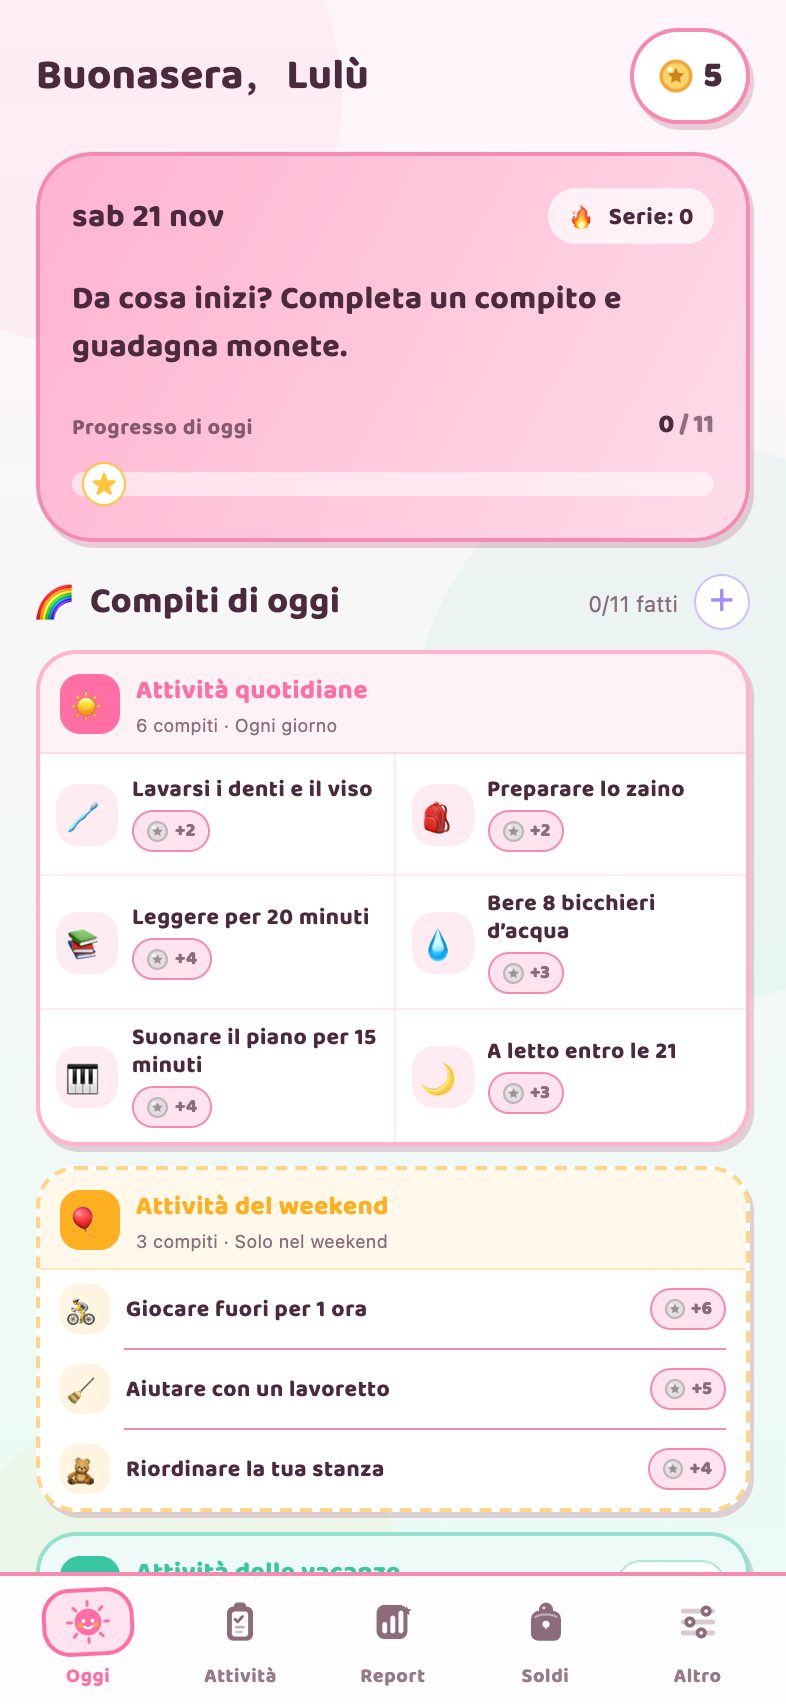 Buonasera, Lulù
5
sab 21 nov
Serie: 0
Da cosa inizi? Completa un compito e
guadagna monete.
Progresso di oggi
0 / 11
Compiti di oggi
0/11 fatti
Attività quotidiane
6 compiti · Ogni giorno
Lavarsi i denti e il viso
+2
Preparare lo zaino
+2
Leggere per 20 minuti
+4
Bere 8 bicchieri
d'acqua
+3
Suonare il piano per 15
minuti
+4
A letto entro le 21
+3
Attività del weekend
3 compiti · Solo nel weekend
Giocare fuori per 1 ora
+6
Aiutare con un lavoretto
+5
Riordinare la tua stanza
+4
Attività delle vacanze
Oggi
Attività
Report
Soldi
Altro